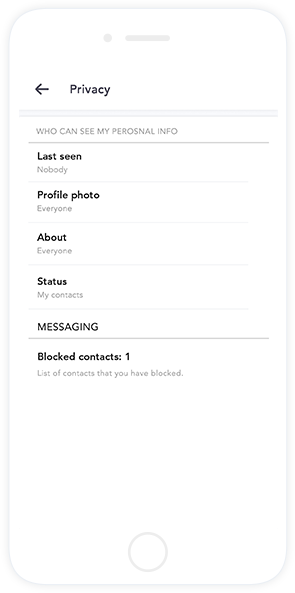 Privacy
WHO CAN SEE MY PEROSNAL INFO
Last seen
Nobody
Profile photo
Everyone
About
Everyone
Status
My contacts
MESSAGING
Blocked contacts: 1
List of contacts that you have blocked.